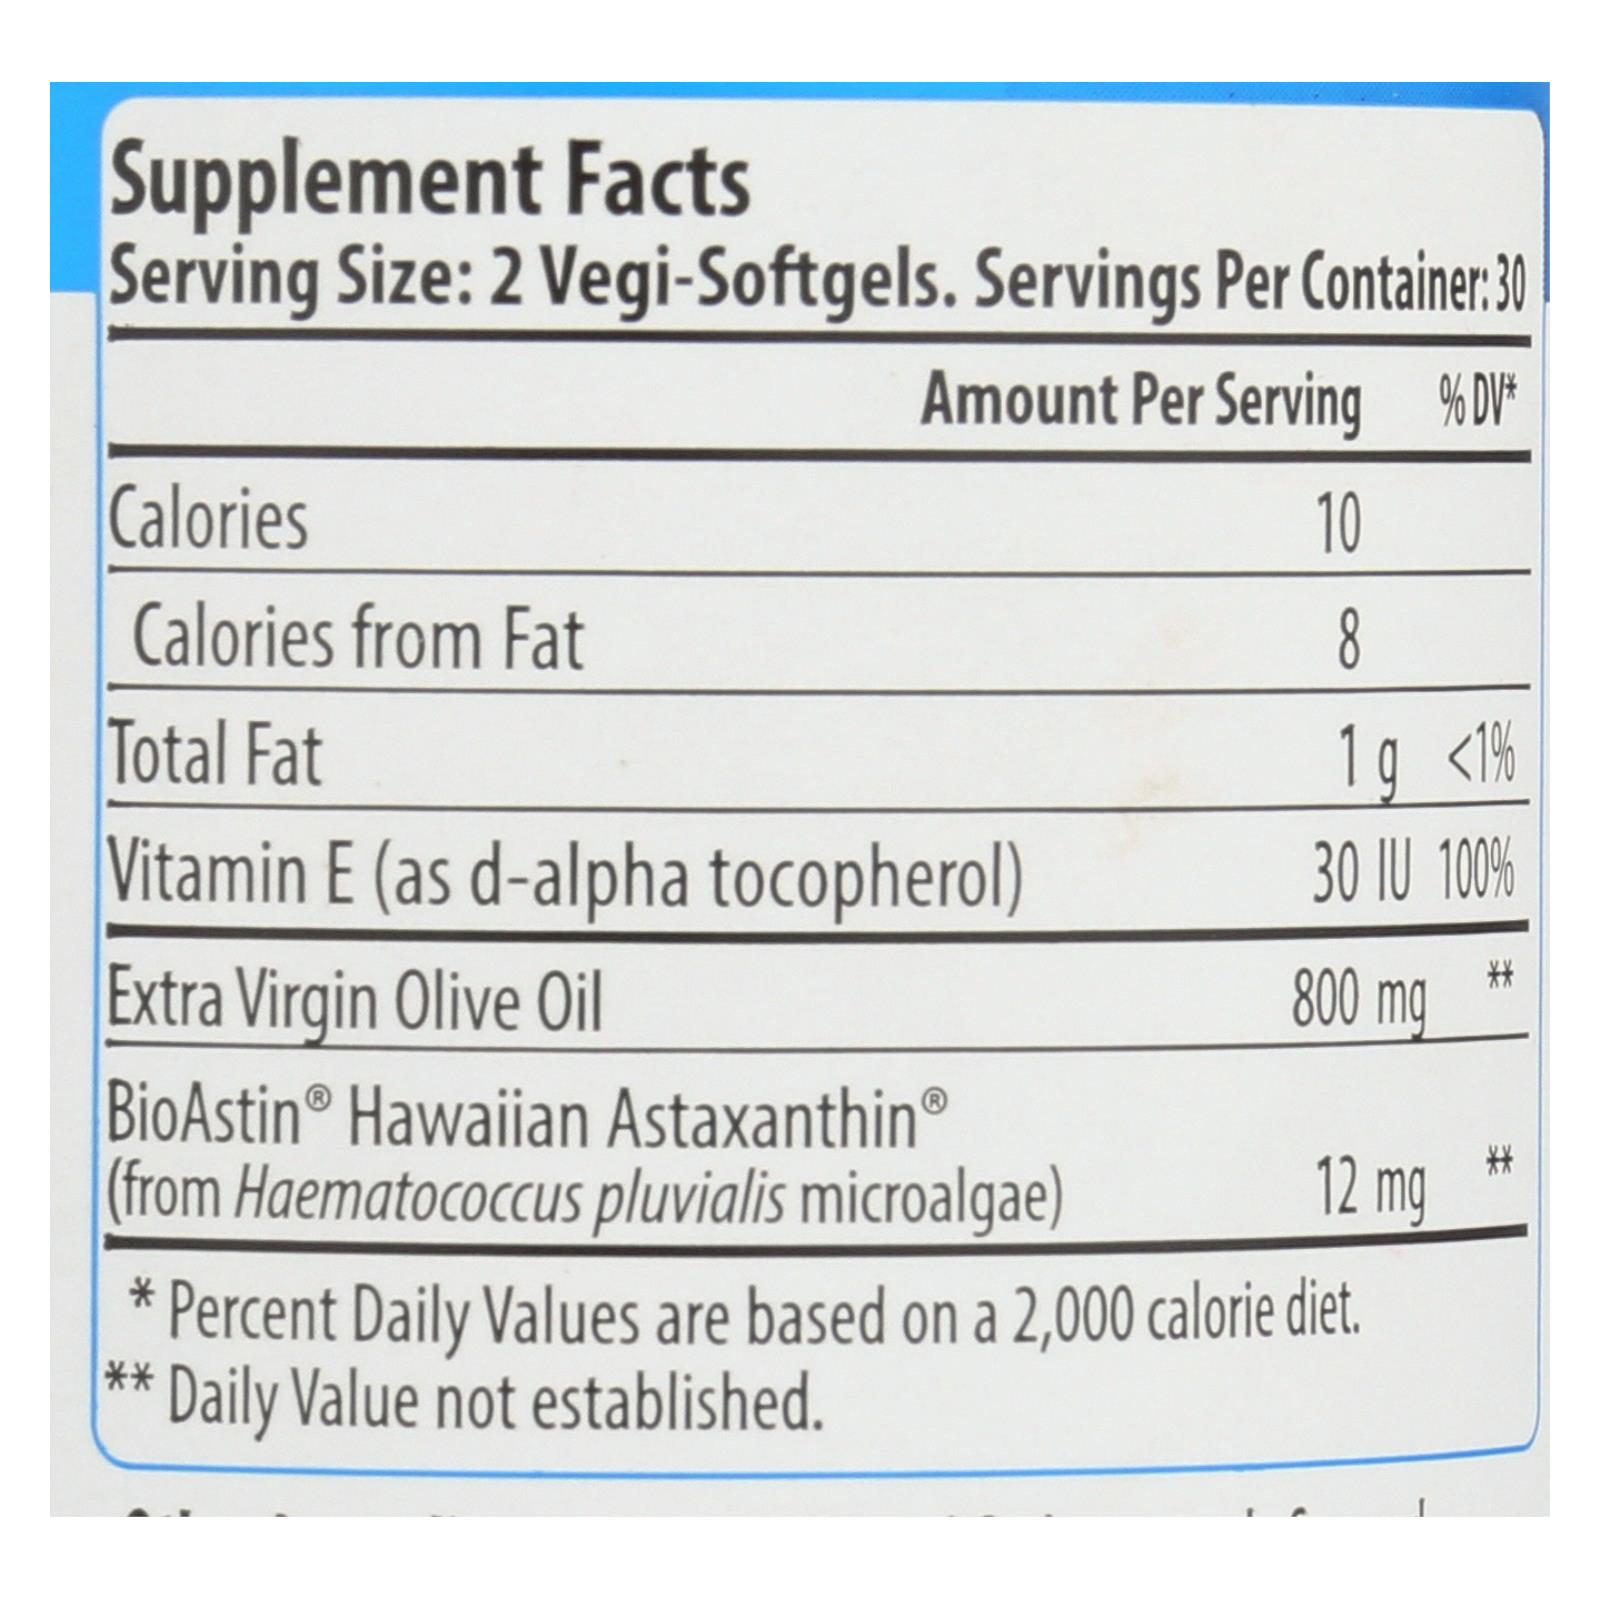 Supplement Facts
Serving Size: 2 Vegi-Softgels. Servings Per Container: 30
Amount Per Serving % DV*
Calories 10
Calories from Fat 8
Total Fat 1 g <1%
Vitamin E (as d-alpha tocopherol) 30 IU 100%
Extra Virgin Olive Oil 800 mg **
BioAstin® Hawaiian Astaxanthin®
(from Haematococcus pluvialis microalgae) 12 mg **
* Percent Daily Values are based on a 2,000 calorie diet.
** Daily Value not established.